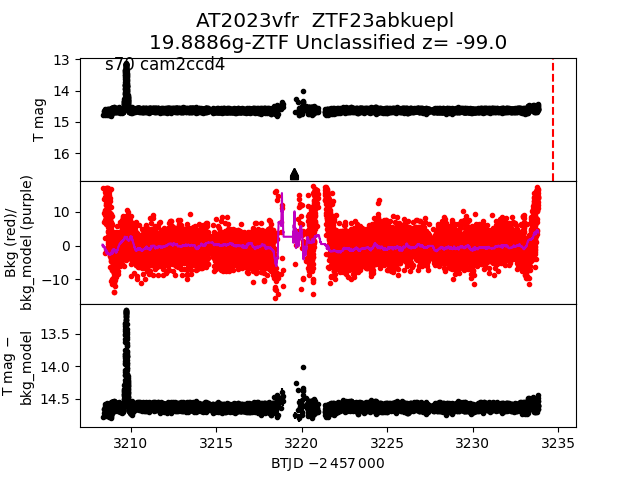 AT2023vfr  ZTF23abkuepl
19.8886g-ZTF Unclassified z= -99.0
s70 cam2ccd4
T mag
13
14
15
16
Bkg (red)/
bkg_model (purple)
10
0
−10
T mag −
bkg_model
13.5
14.0
14.5
3210 3215 3220 3225 3230 3235
BTJD −2 457 000